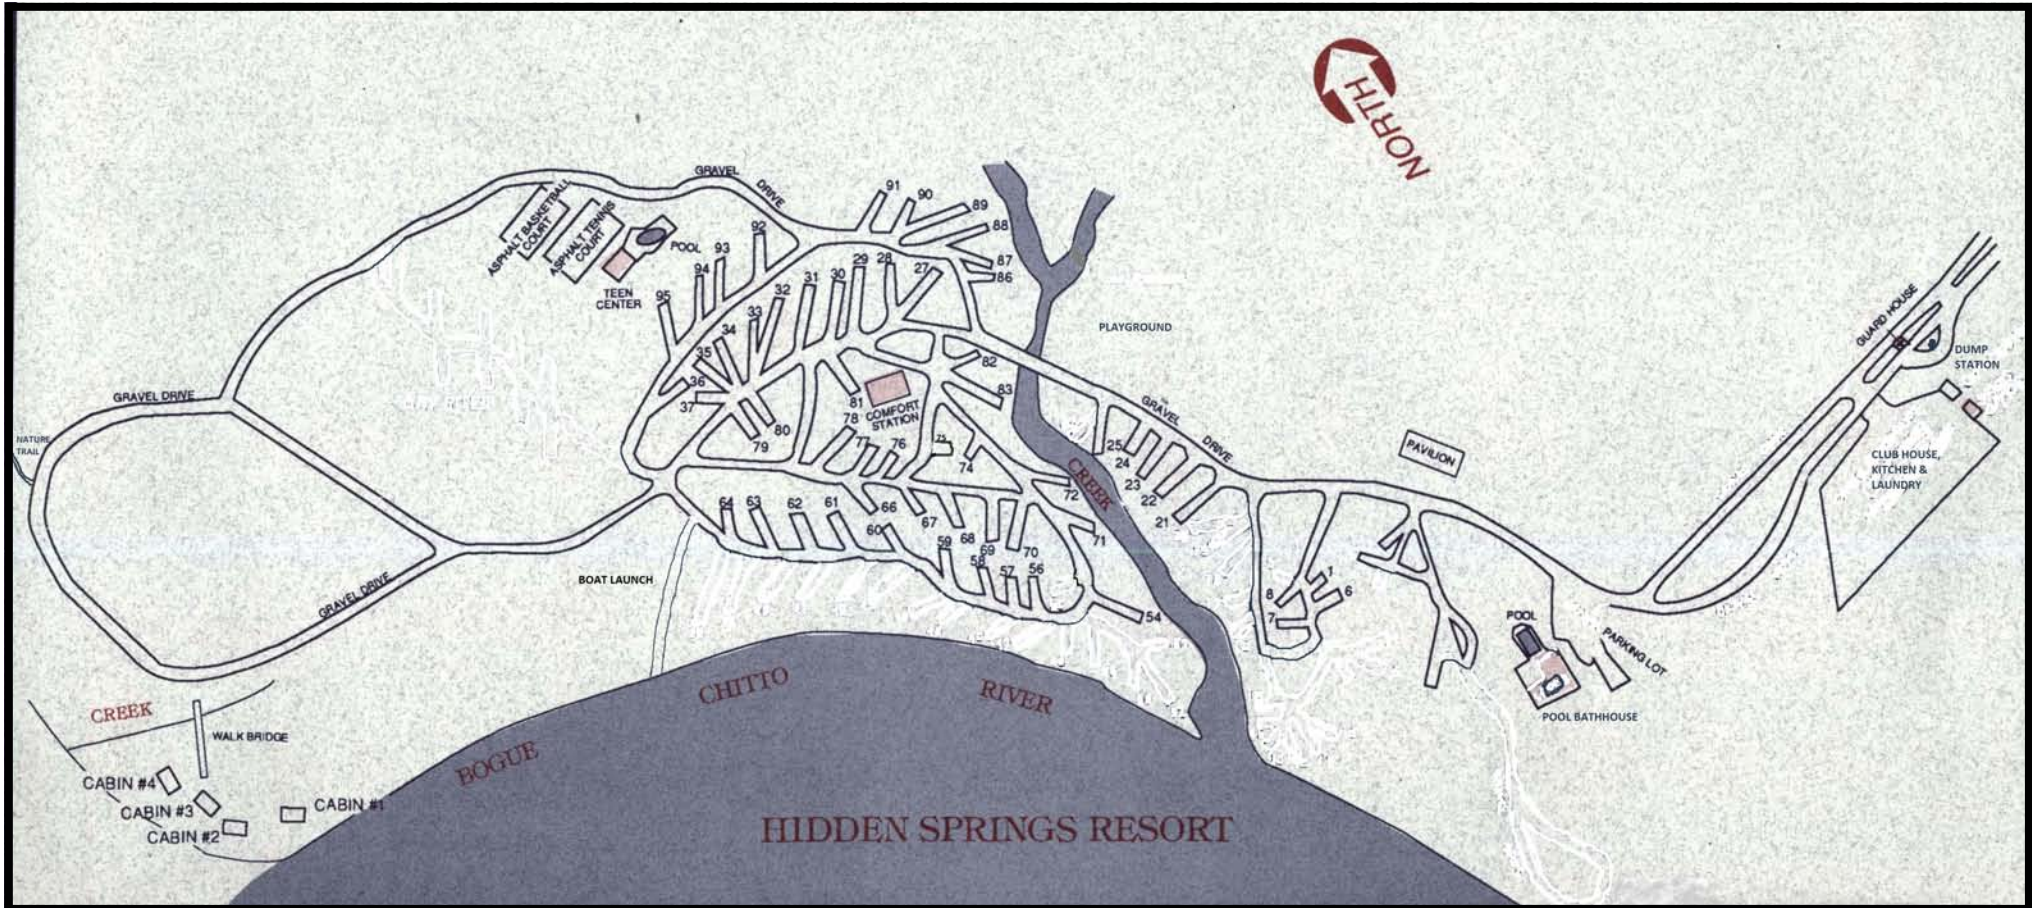 NORTH
GRAVEL
DRIVE
91
90
89
88
87
86
ASPHALT BASKETBALL
COURT
ASPHALT TENNIS
COURT
POOL
TEEN
CENTER
92
93
94
95
29
28
27
30
31
32
33
34
35
36
37
PLAYGROUND
GUARD HOUSE
DUMP
STATION
CLUB HOUSE,
KITCHEN &
LAUNDRY
82
83
81
COMFORT
STATION
78
77
76
75
74
80
79
GRAVEL DRIVE
NATURE
TRAIL
GRAVEL
DRIVE
PAVILION
25
24
23
22
21
CREEK
72
71
64
63
62
61
60
66
67
68
69
70
59
58
57
56
54
BOAT LAUNCH
GRAVEL DRIVE
1
6
8
7
POOL
PARKING LOT
POOL BATHHOUSE
CREEK
WALK BRIDGE
CABIN #4
CABIN #3
CABIN #2
CABIN #1
BOGUE
CHITTO
RIVER
HIDDEN SPRINGS RESORT